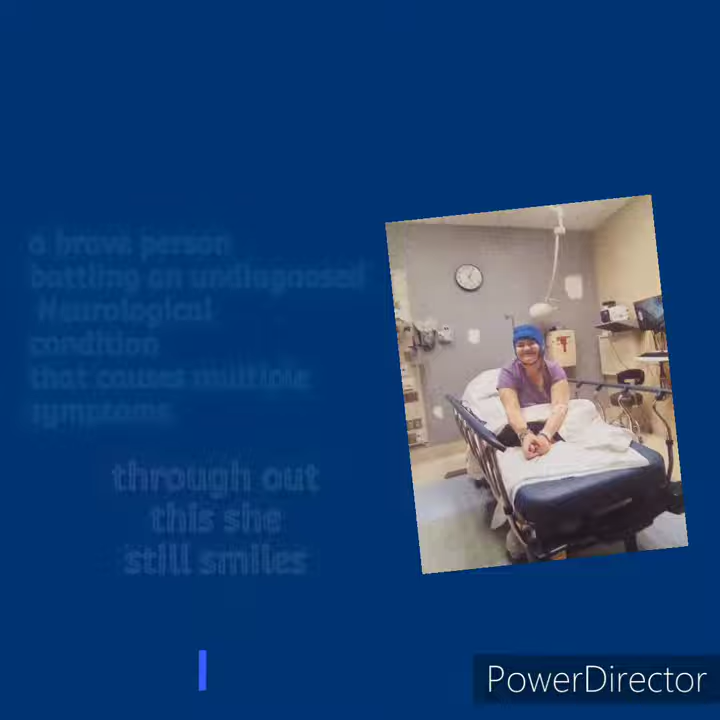 a brave person
battling an undiagnosed
Neurological
condition
that causes multiple
symptoms
through out
this she
still smiles
PowerDirector